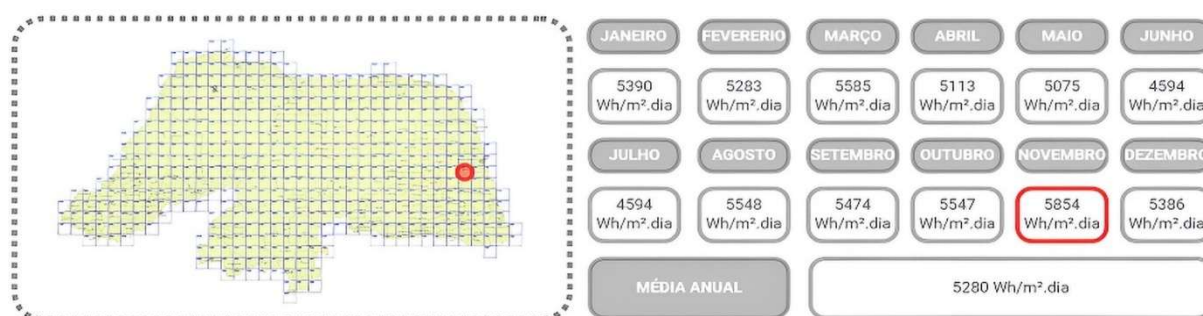 JANEIRO FEVERERIO MARÇO ABRIL MAIO JUNHO
5390 5283 5585 5113 5075 4594
Wh/m².dia Wh/m².dia Wh/m².dia Wh/m².dia Wh/m².dia Wh/m².dia
JULHO AGOSTO SETEMBRO OUTUBRO NOVEMBRO DEZEMBRO
4594 5548 5474 5547 5854 5386
Wh/m².dia Wh/m².dia Wh/m².dia Wh/m².dia Wh/m².dia Wh/m².dia
MÉDIA ANUAL 5280 Wh/m².dia